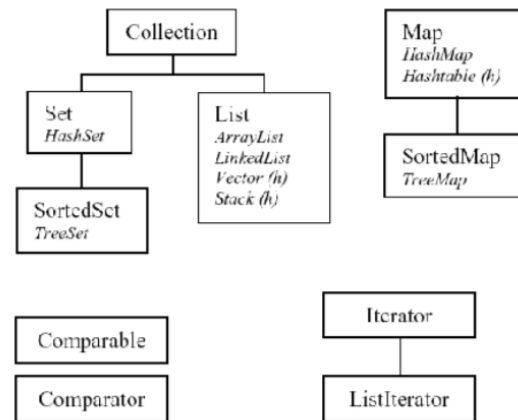 Collection
Set
HashSet
SortedSet
TreeSet
List
ArrayList
LinkedList
Vector (h)
Stack (h)
Map
HashMap
Hashtable (h)
SortedMap
TreeMap
Comparable
Comparator
Iterator
ListIterator